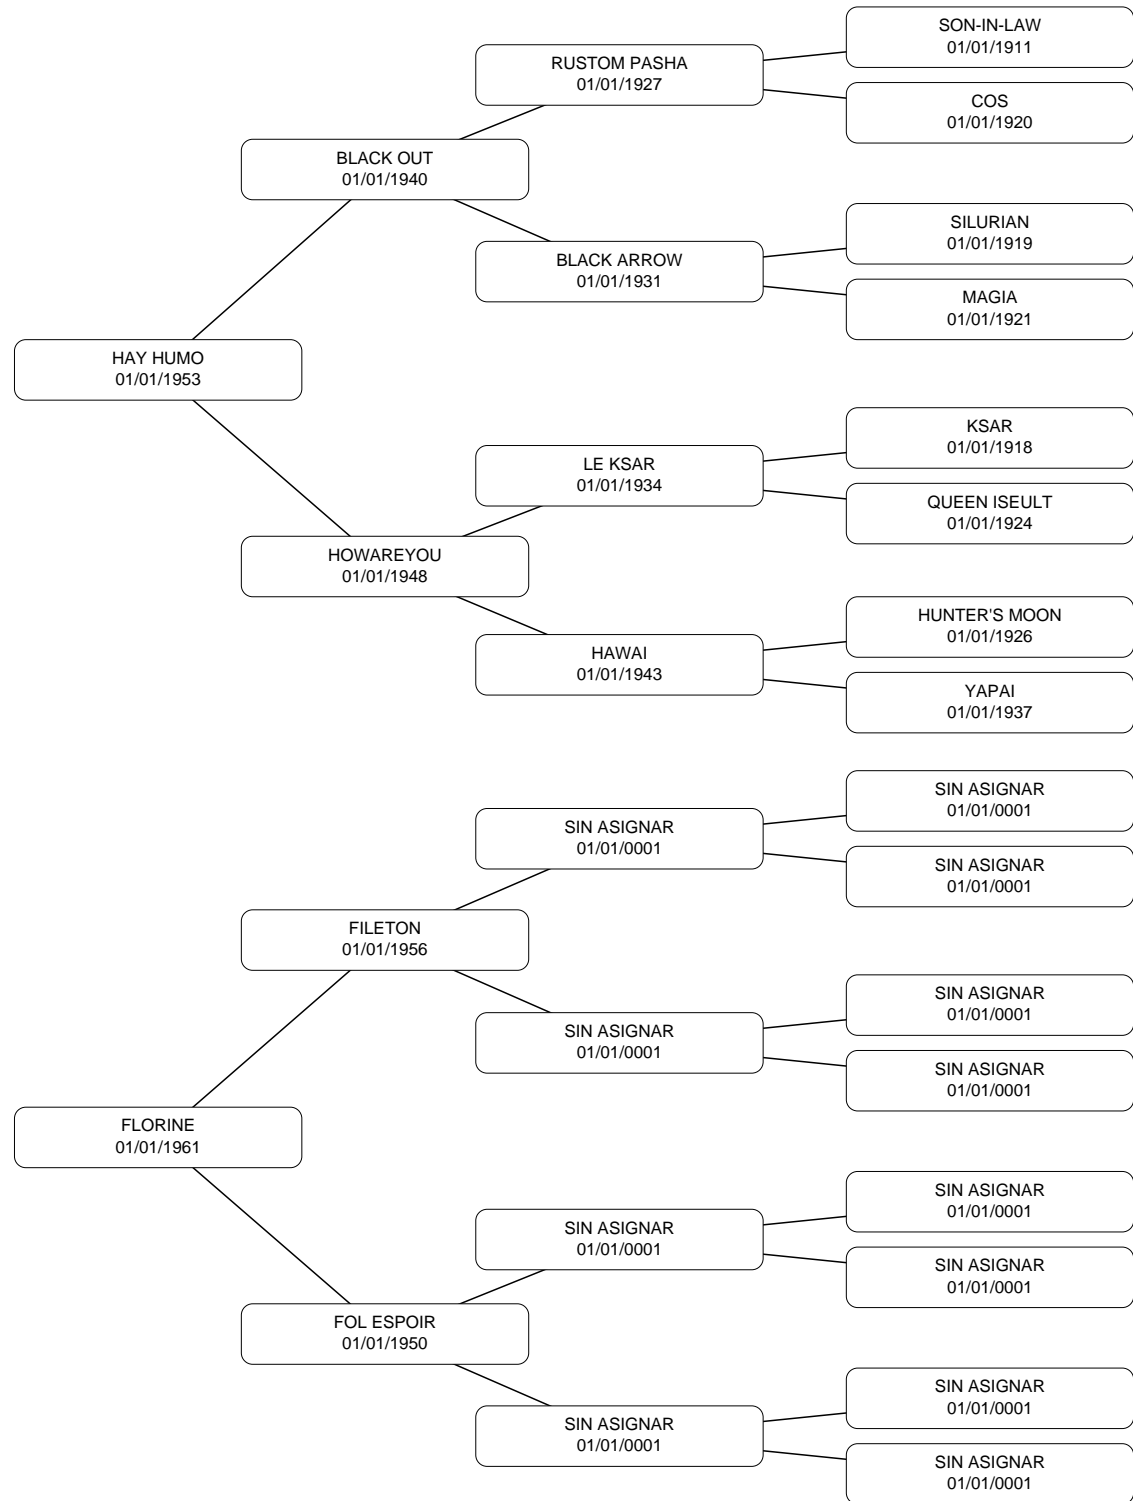 SON-IN-LAW
01/01/1911
RUSTOM PASHA
01/01/1927
COS
01/01/1920
BLACK OUT
01/01/1940
SILURIAN
01/01/1919
BLACK ARROW
01/01/1931
MAGIA
01/01/1921
HAY HUMO
01/01/1953
KSAR
01/01/1918
LE KSAR
01/01/1934
QUEEN ISEULT
01/01/1924
HOWAREYOU
01/01/1948
HUNTER'S MOON
01/01/1926
HAWAI
01/01/1943
YAPAI
01/01/1937
SIN ASIGNAR
01/01/0001
SIN ASIGNAR
01/01/0001
SIN ASIGNAR
01/01/0001
FILETON
01/01/1956
SIN ASIGNAR
01/01/0001
SIN ASIGNAR
01/01/0001
SIN ASIGNAR
01/01/0001
FLORINE
01/01/1961
SIN ASIGNAR
01/01/0001
SIN ASIGNAR
01/01/0001
SIN ASIGNAR
01/01/0001
FOL ESPOIR
01/01/1950
SIN ASIGNAR
01/01/0001
SIN ASIGNAR
01/01/0001
SIN ASIGNAR
01/01/0001